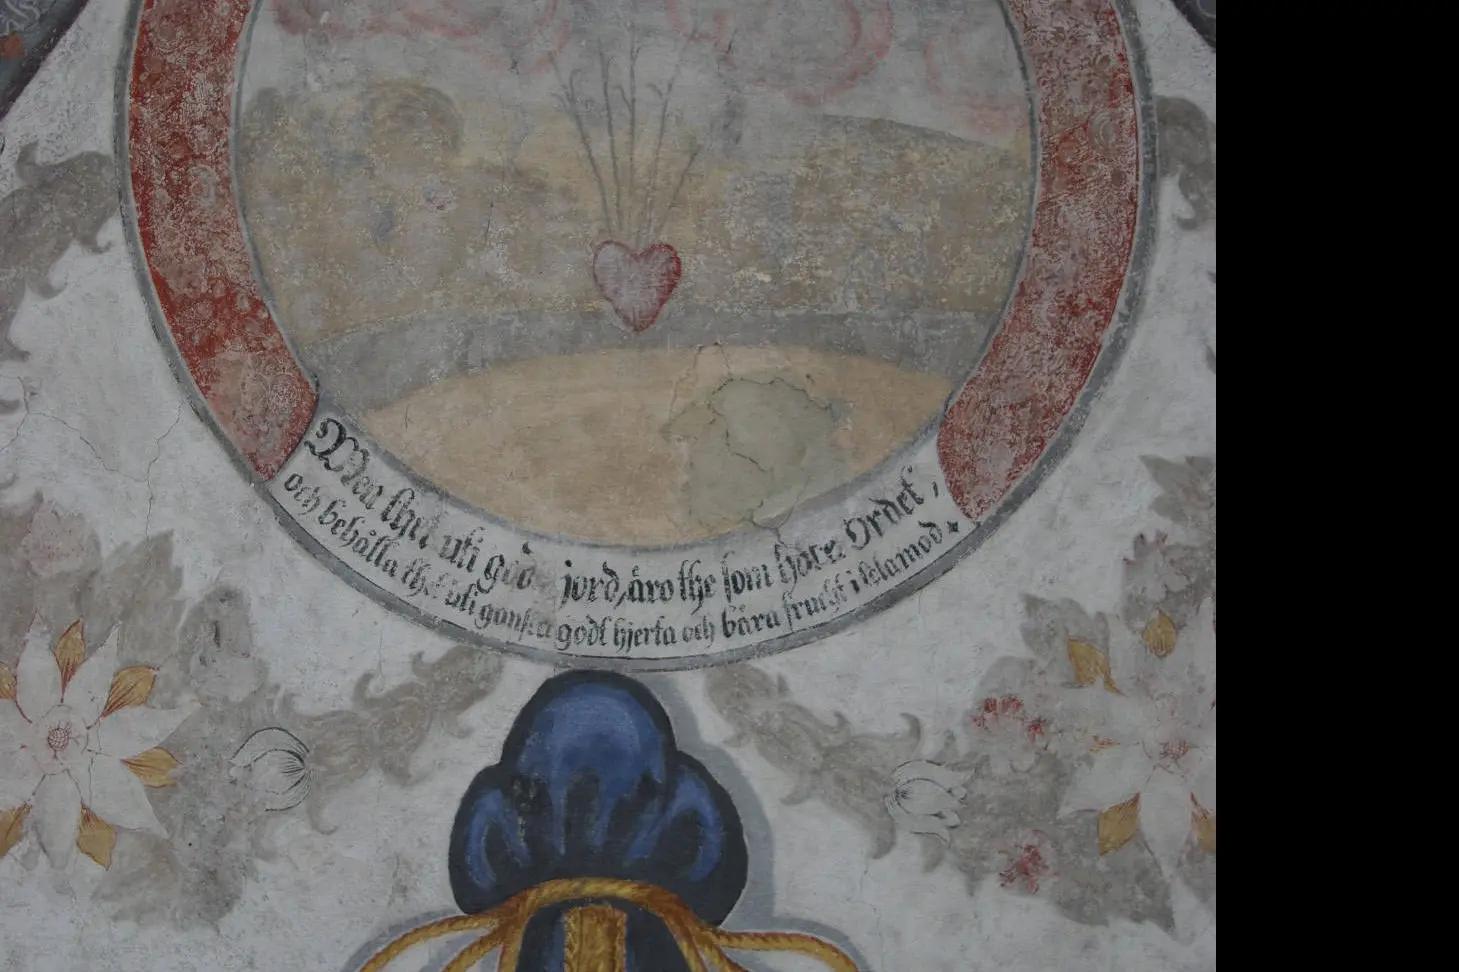 Men thet uti goda jord, äro the som höra Ordet,
och behålla thet uti ganska godt hjerta och bära frucht i tolamod.